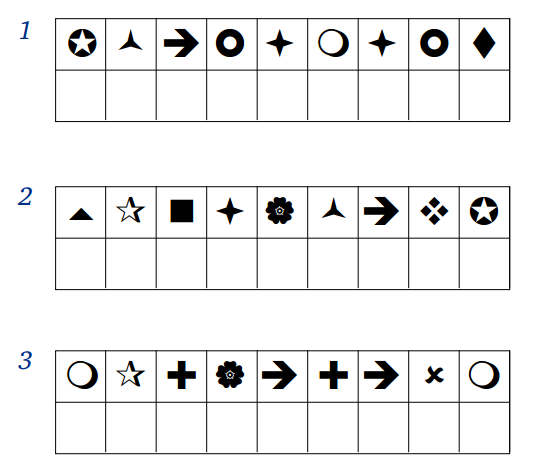 1 ✪ ➢ ➔ ✪ ✦ ❍ ✦ ✪ ♦
2 ▲ ✰ ■ ✦ ✿ ➢ ➔ ❖ ✪
3 ❍ ✰ ✚ ✿ ➔ ✚ ➔ ✘ ❍